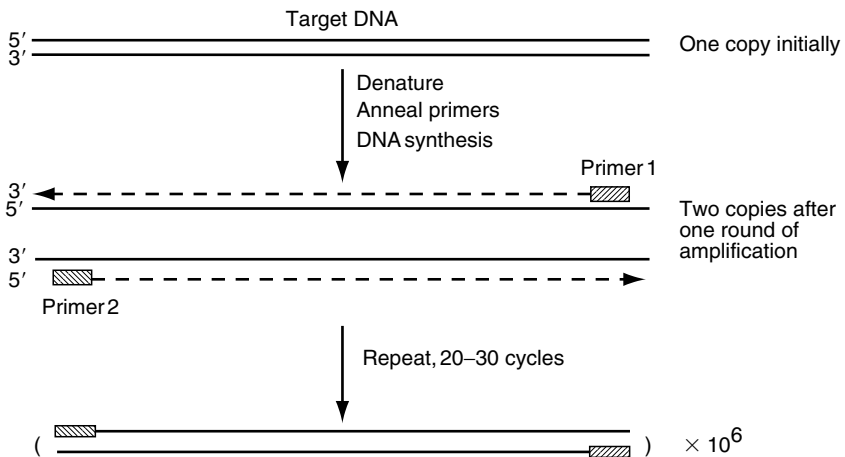 Target DNA
5′
3′
One copy initially
Denature
Anneal primers
DNA synthesis
Primer 1
3′
5′
Two copies after
one round of
amplification
3′
5′
Primer 2
Repeat, 20–30 cycles
( ) × 10⁶